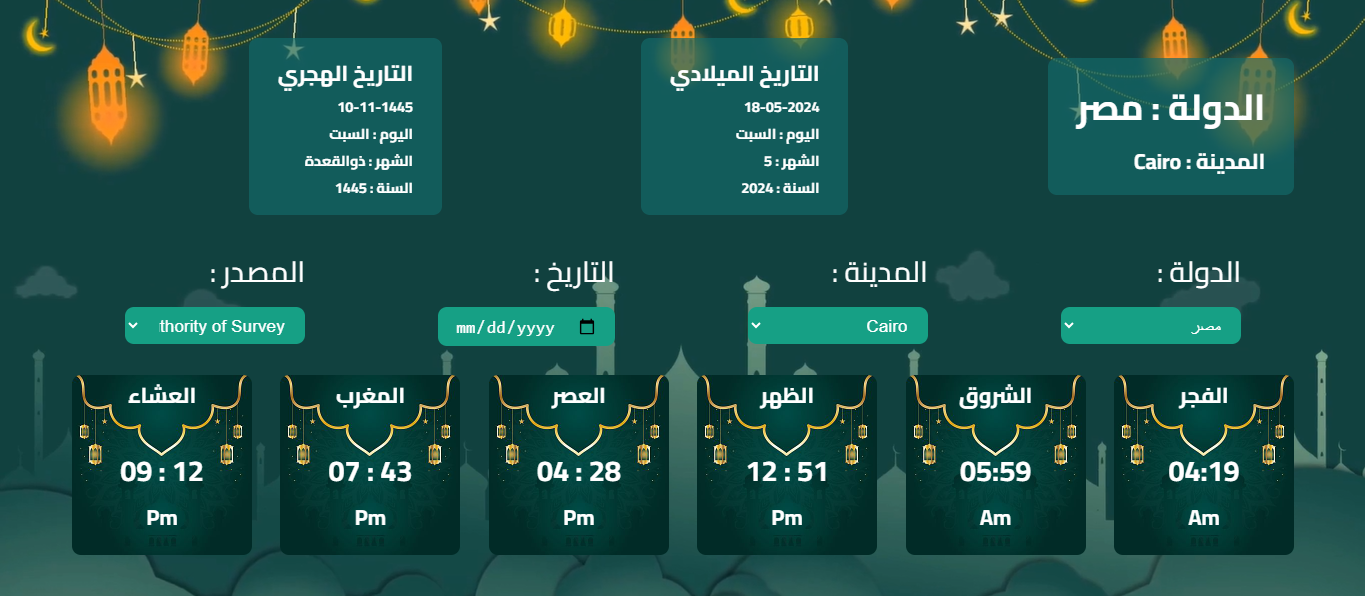 الدولة : مصر
المدينة : Cairo
التاريخ الميلادي
18-05-2024
اليوم : السبت
الشهر : 5
السنة : 2024
التاريخ الهجري
10-11-1445
اليوم : السبت
الشهر : ذوالقعدة
السنة : 1445
الدولة :
المدينة :
التاريخ :
المصدر :
مصر
Cairo
mm/dd/yyyy
thority of Survey
الفجر
04:19
Am
الشروق
05:59
Am
الظهر
12 : 51
Pm
العصر
04 : 28
Pm
المغرب
07 : 43
Pm
العشاء
09 : 12
Pm